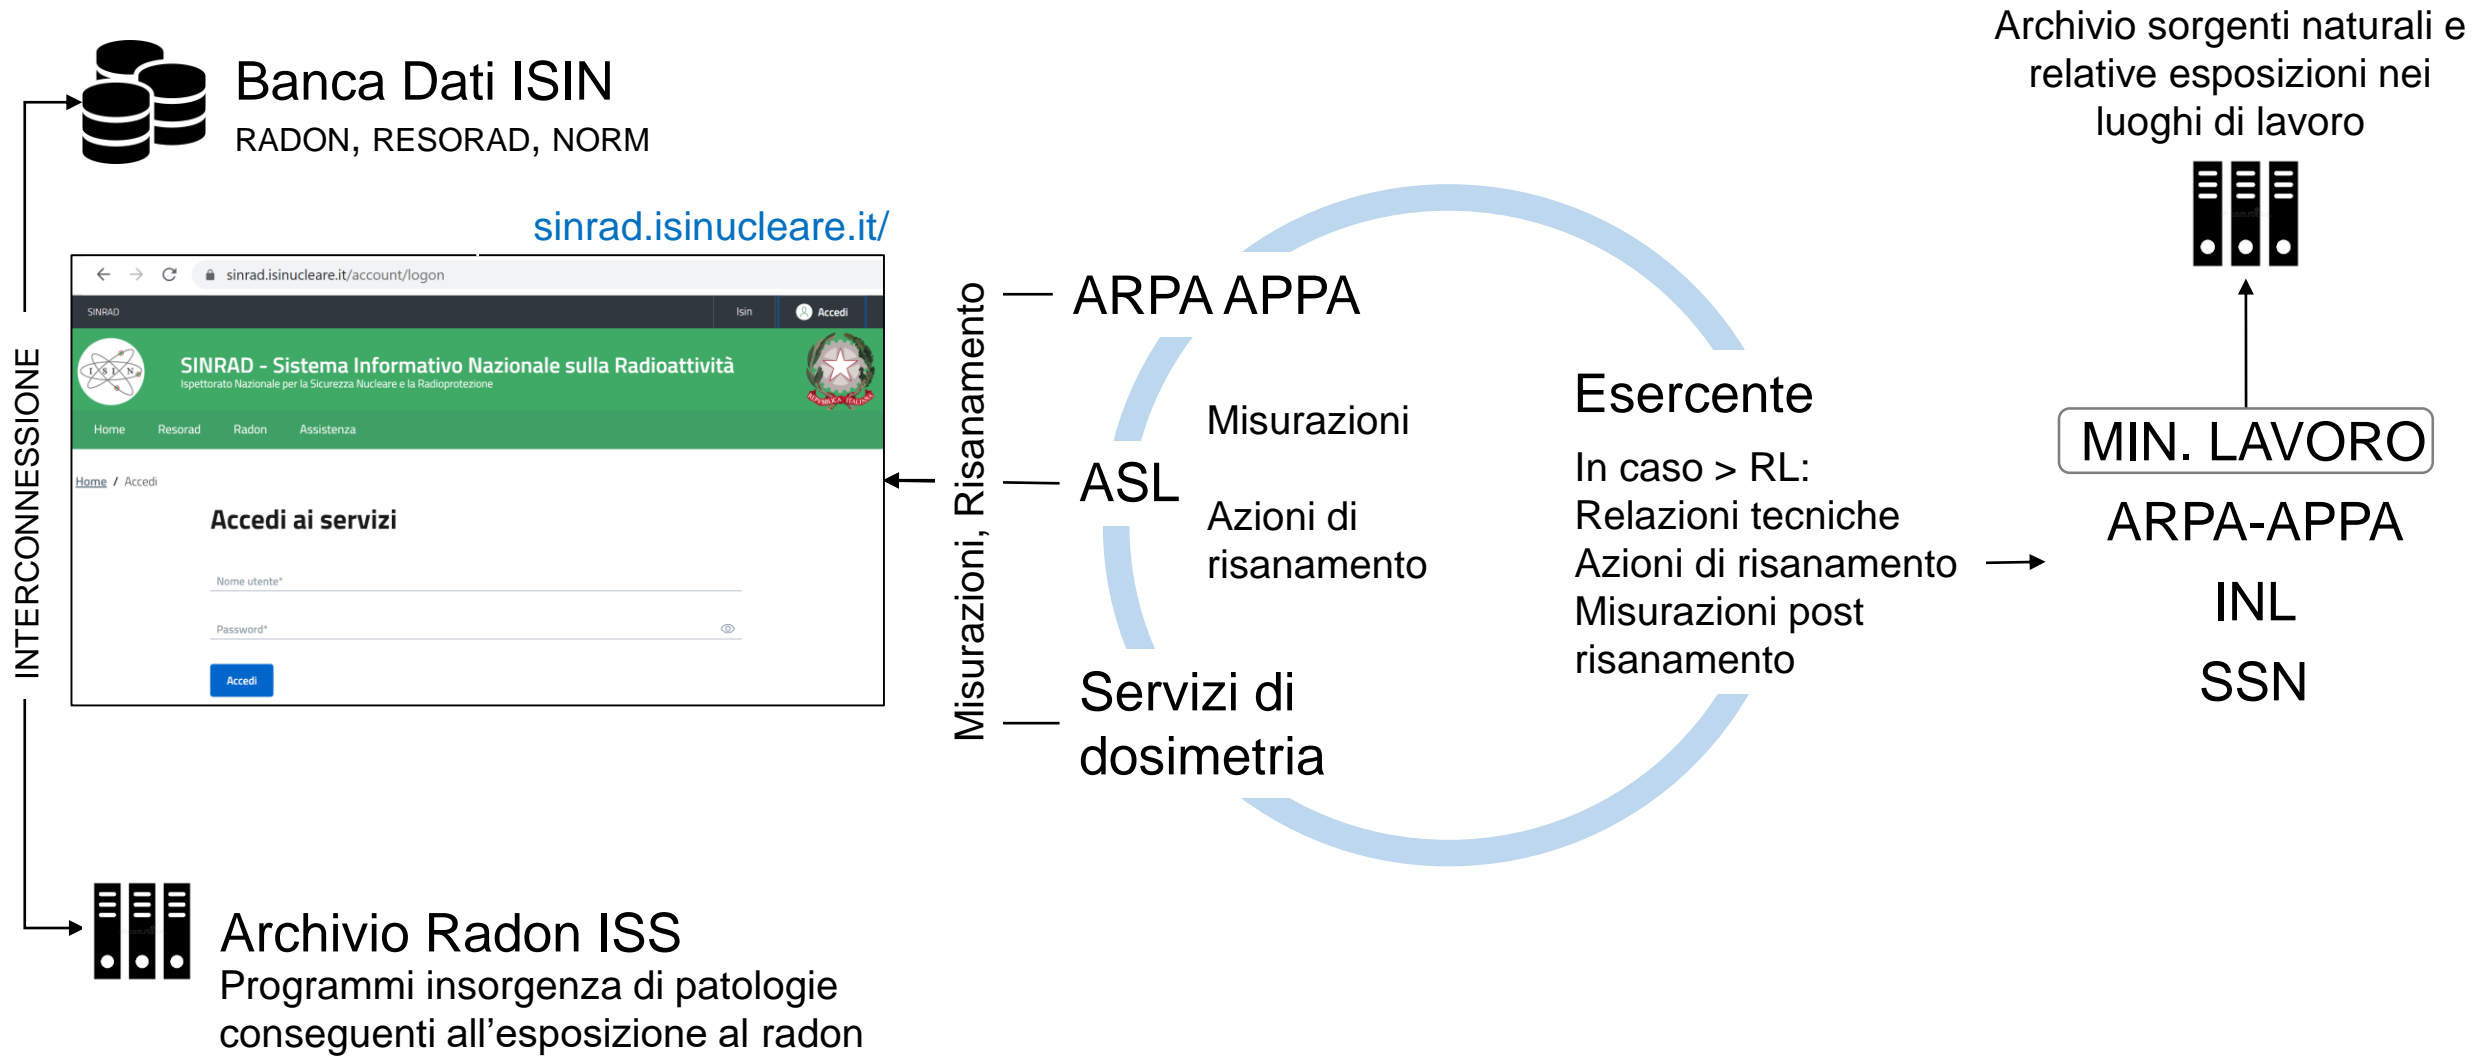 Banca Dati ISIN
RADON, RESORAD, NORM
sinrad.isinucleare.it/
sinrad.isinucleare.it/account/logon
SINRAD
Isin
Accedi
ISIN
SINRAD - Sistema Informativo Nazionale sulla Radioattività
Ispettorato Nazionale per la Sicurezza Nucleare e la Radioprotezione
REPVBBLICA ITALIANA
Home
Resorad
Radon
Assistenza
Home / Accedi
Accedi ai servizi
Nome utente*
Password*
Accedi
INTERCONNESSIONE
Archivio Radon ISS
Programmi insorgenza di patologie
conseguenti all’esposizione al radon
Misurazioni, Risanamento
ARPA APPA
ASL
Servizi di
dosimetria
Misurazioni
Azioni di
risanamento
Esercente
In caso > RL:
Relazioni tecniche
Azioni di risanamento
Misurazioni post
risanamento
Archivio sorgenti naturali e
relative esposizioni nei
luoghi di lavoro
MIN. LAVORO
ARPA-APPA
INL
SSN